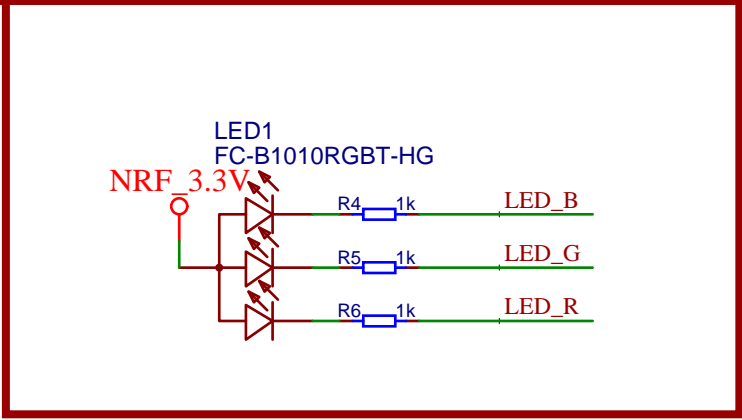 LED1
FC-B1010RGBT-HG
NRF_3.3V
R4 1k LED_B
R5 1k LED_G
R6 1k LED_R